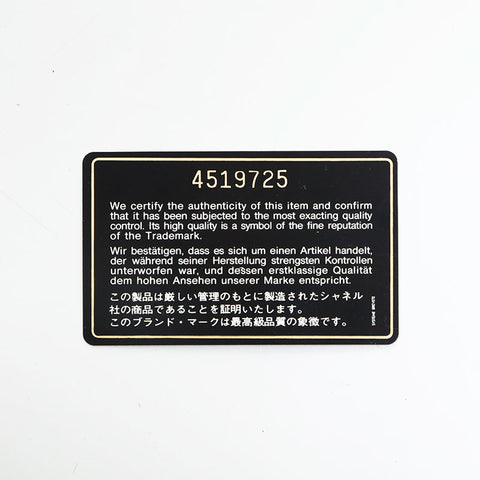 4519725
We certify the authenticity of this item and confirm
that it has been subjected to the most exacting quality
control. Its high quality is a symbol of the fine reputation
of the Trademark.
Wir bestätigen, dass es sich um einen Artikel handelt,
der während seiner Herstellung strengsten Kontrollen
unterworfen war, und dessen erstklassige Qualität
dem hohen Ansehen unserer Marke entspricht.
この製品は厳しい管理のもとに製造されたシャネル
社の商品であることを証明いたします。
このブランド・マークは最高級品質の象徴です。